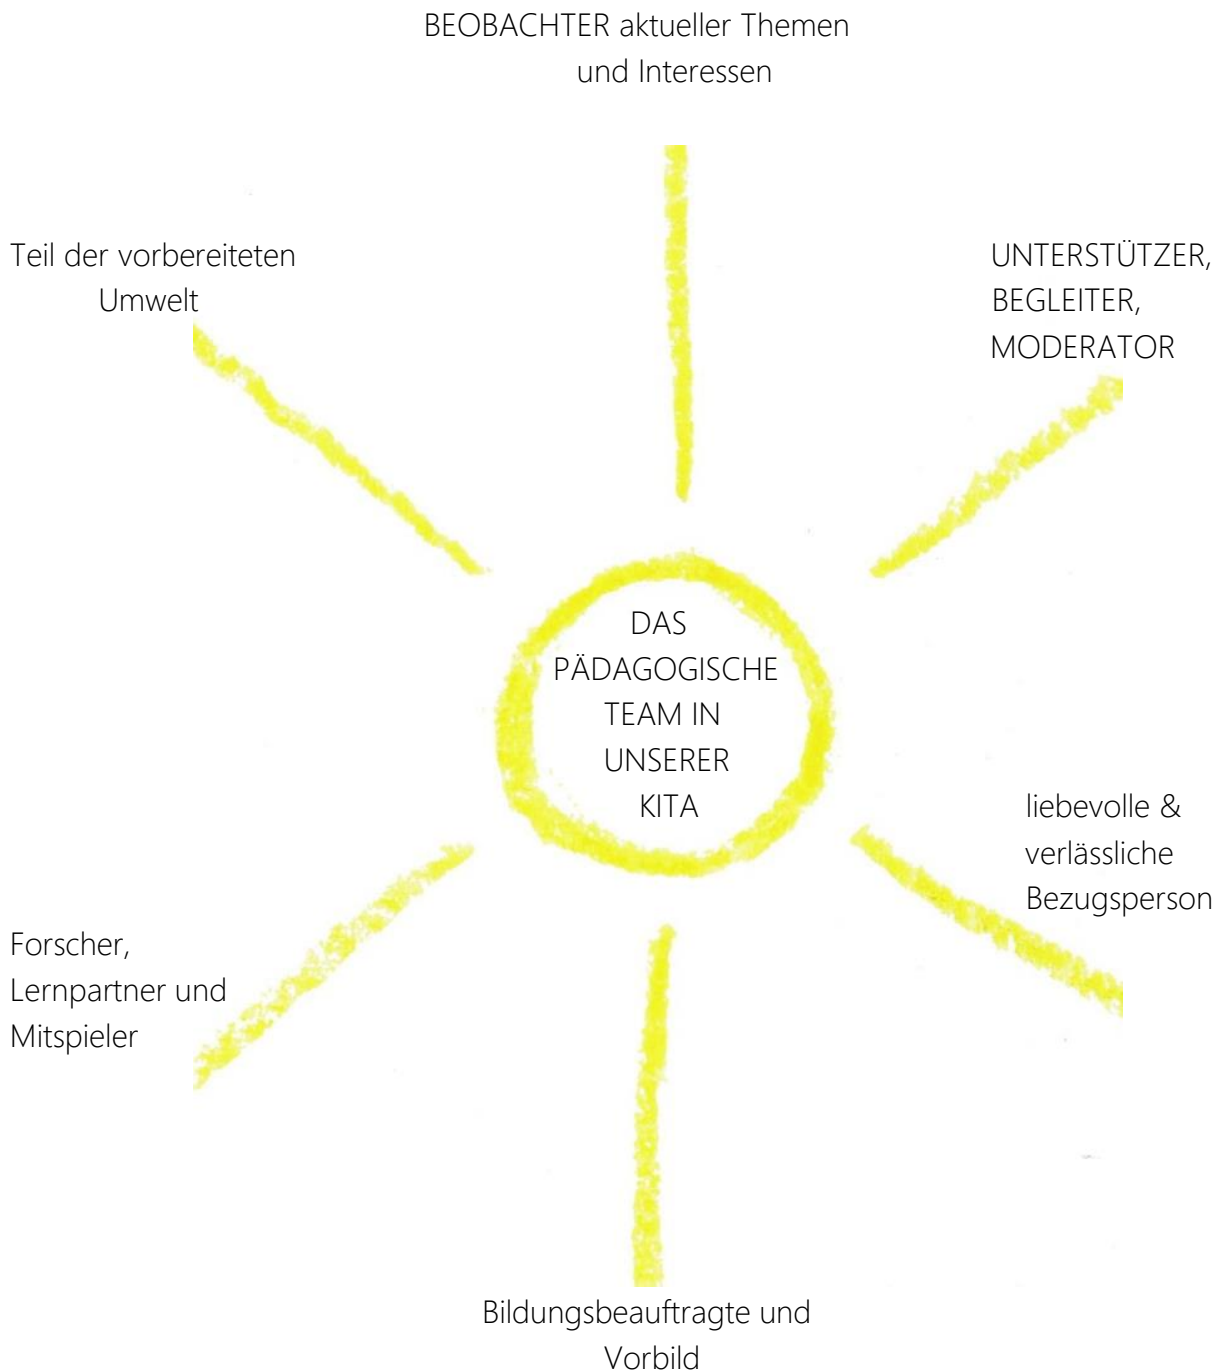 BEOBACHTER aktueller Themen
und Interessen
Teil der vorbereiteten
Umwelt
UNTERSTÜTZER,
BEGLEITER,
MODERATOR
DAS
PÄDAGOGISCHE
TEAM IN
UNSERER
KITA
liebevolle &
verlässliche
Bezugsperson
Forscher,
Lernpartner und
Mitspieler
Bildungsbeauftragte und
Vorbild